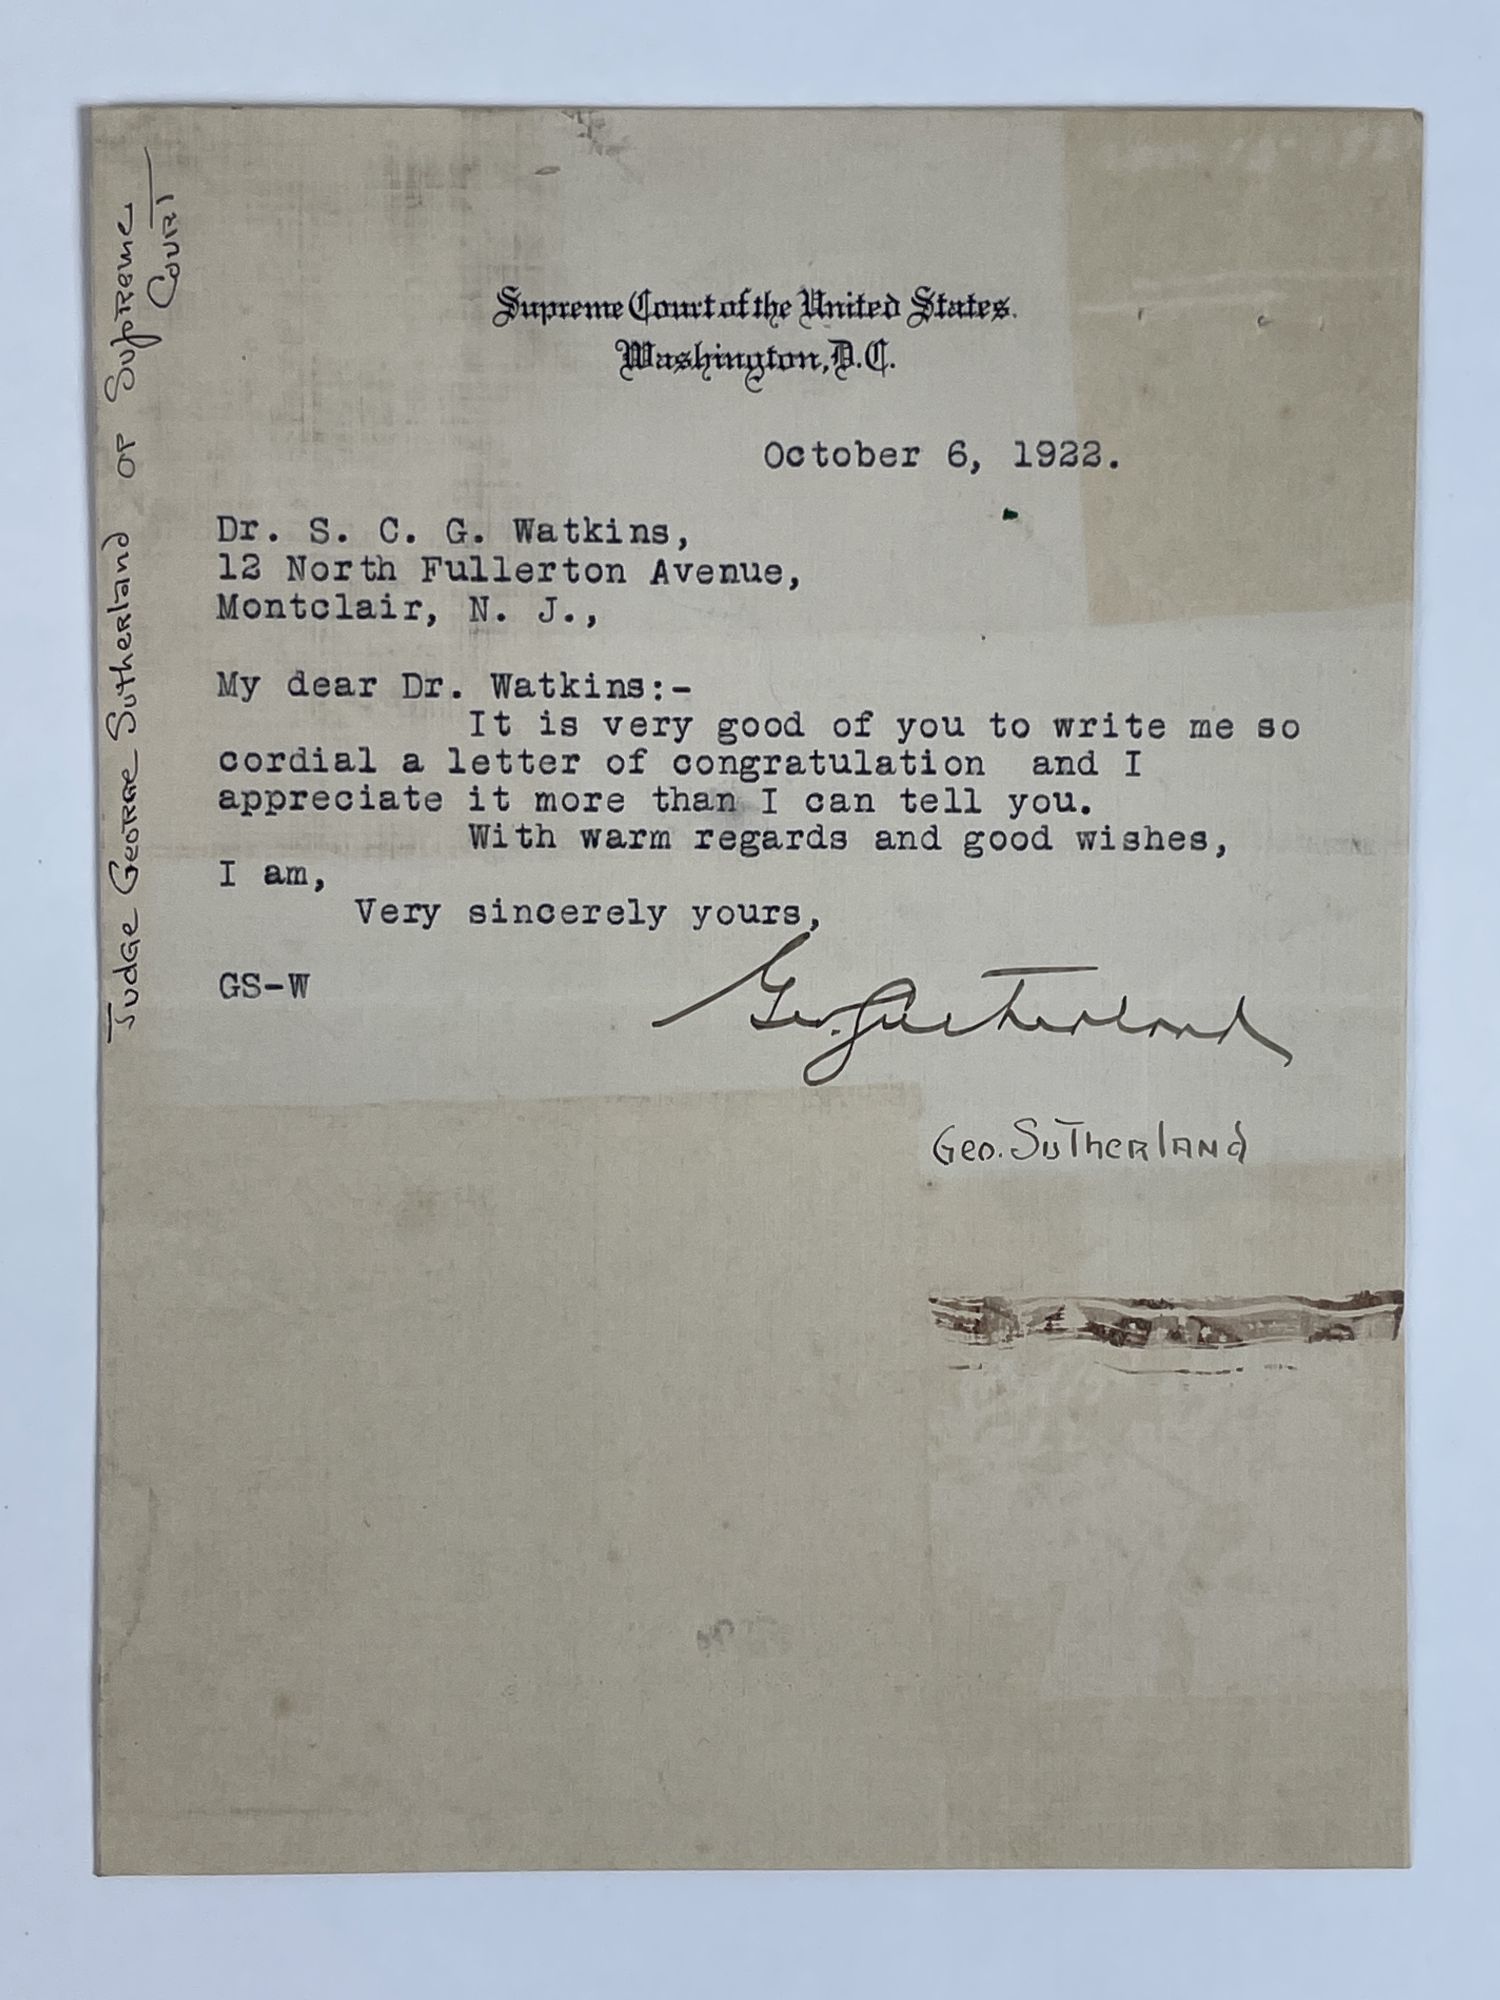 Supreme Court of the United States.
Washington, D.C.
October 6, 1922.
Dr. S. C. G. Watkins,
12 North Fullerton Avenue,
Montclair, N. J.,
My dear Dr. Watkins:-
It is very good of you to write me so
cordial a letter of congratulation and I
appreciate it more than I can tell you.
With warm regards and good wishes,
I am,
Very sincerely yours,
GS-W
Geo. Sutherland
Geo. Sutherland
Judge George Sutherland of Supreme
Court